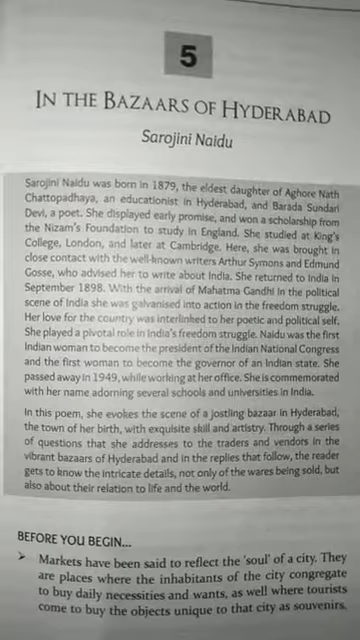 5
IN THE BAZAARS OF HYDERABAD
Sarojini Naidu
Sarojini Naidu was born in 1879, the eldest daughter of Aghore Nath
Chattopadhaya, an educationist in Hyderabad, and Barada Sundari
Devi, a poet. She displayed early promise, and won a scholarship from
the Nizam's Foundation to study in England. She studied at King's
College, London, and later at Cambridge. Here, she was brought in
close contact with the well-known writers Arthur Symons and Edmund
Gosse, who advised her to write about India. She returned to India in
September 1898. With the arrival of Mahatma Gandhi in the political
scene of India she was galvanised into action in the freedom struggle.
Her love for the country was interlinked to her poetic and political self.
She played a pivotal role in India's freedom struggle. Naidu was the first
Indian woman to become the president of the Indian National Congress
and the first woman to become the governor of an Indian state. She
passed away in 1949, while working at her office. She is commemorated
with her name adorning several schools and universities in India.
In this poem, she evokes the scene of a jostling bazaar in Hyderabad,
the town of her birth, with exquisite skill and artistry. Through a series
of questions that she addresses to the traders and vendors in the
vibrant bazaars of Hyderabad and in the replies that follow, the reader
gets to know the intricate details, not only of the wares being sold, but
also about their relation to life and the world.
BEFORE YOU BEGIN...
➤ Markets have been said to reflect the 'soul' of a city. They
are places where the inhabitants of the city congregate
to buy daily necessities and wants, as well where tourists
come to buy the objects unique to that city as souvenirs.